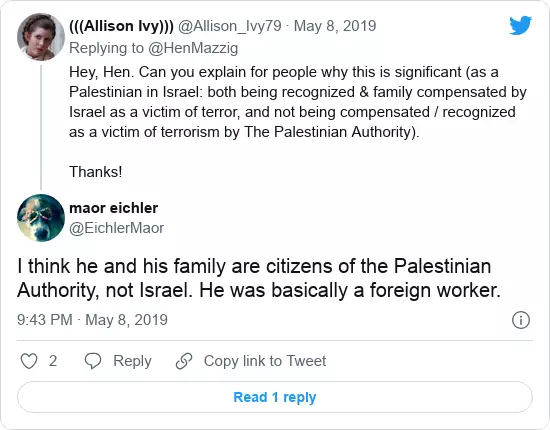 (((Allison Ivy))) @Allison_Ivy79 · May 8, 2019
Replying to @HenMazzig
Hey, Hen. Can you explain for people why this is significant (as a
Palestinian in Israel: both being recognized & family compensated by
Israel as a victim of terror, and not being compensated / recognized
as a victim of terrorism by The Palestinian Authority).
Thanks!
maor eichler
@EichlerMaor
I think he and his family are citizens of the Palestinian
Authority, not Israel. He was basically a foreign worker.
9:43 PM · May 8, 2019
2 Reply Copy link to Tweet
Read 1 reply